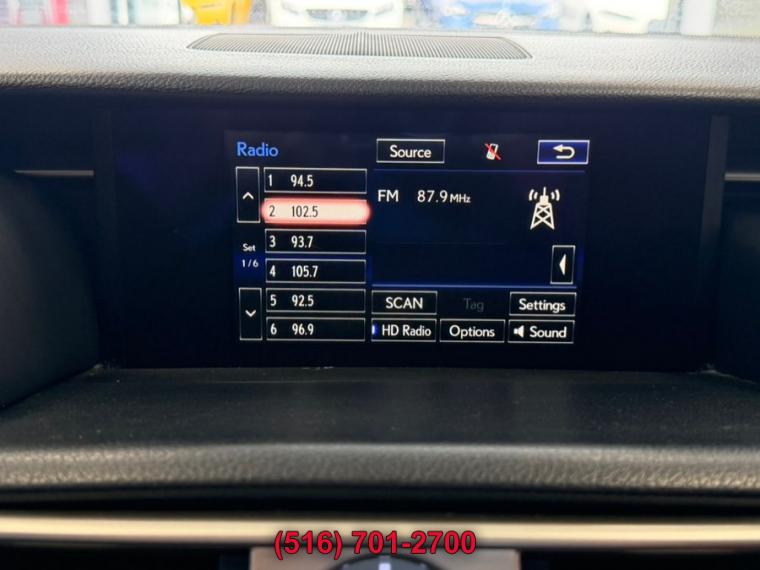 Radio Source
1 94.5
FM 87.9 MHz
2 102.5
Set
1/6
3 93.7
4 105.7
5 92.5
SCAN Tag Settings
6 96.9
HD Radio Options Sound
(516) 701-2700